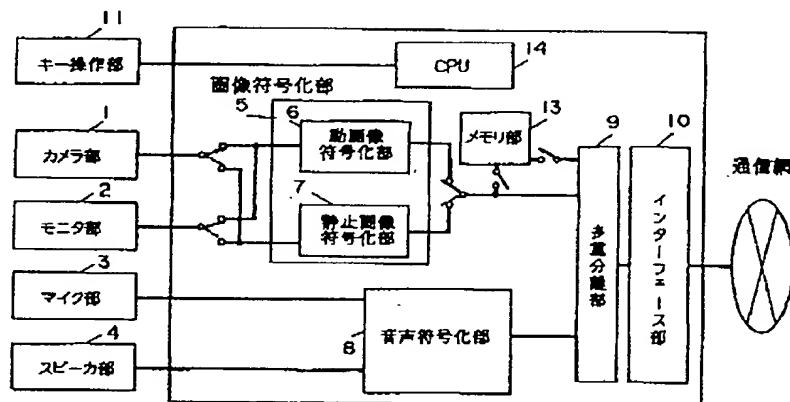 11
キー操作部
CPU
14
画像符号化部
5
6
動画像
符号化部
1
カメラ部
メモリ部
13
9
10
通信網
2
モニタ部
7
静止画像
符号化部
多重分離部
インターフェース部
3
マイク部
8
音声符号化部
4
スピーカ部